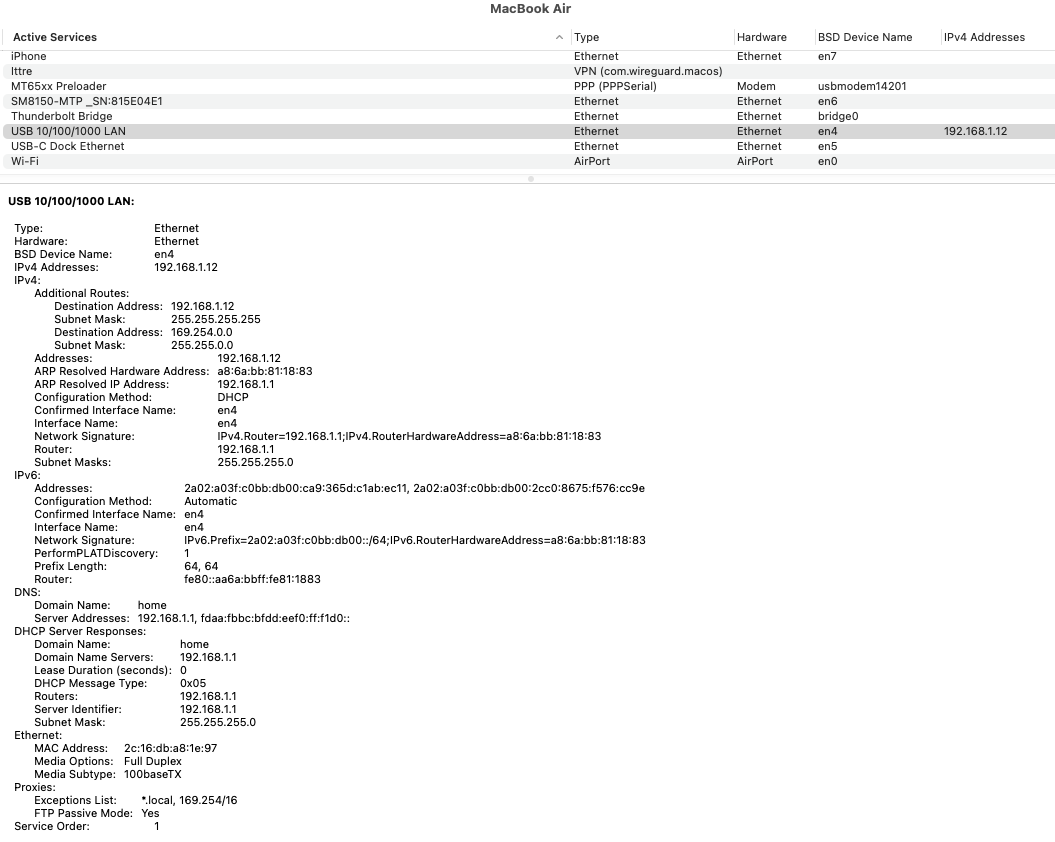 MacBook Air
Active Services Type Hardware BSD Device Name IPv4 Addresses
iPhone Ethernet Ethernet en7
Ittre VPN (com.wireguard.macos)
MT65xx Preloader PPP (PPPSerial) Modem usbmodem14201
SM8150-MTP _SN:815E04E1 Ethernet Ethernet en6
Thunderbolt Bridge Ethernet Ethernet bridge0
USB 10/100/1000 LAN Ethernet Ethernet en4 192.168.1.12
USB-C Dock Ethernet Ethernet Ethernet en5
Wi-Fi AirPort AirPort en0
USB 10/100/1000 LAN:
Type: Ethernet
Hardware: Ethernet
BSD Device Name: en4
IPv4 Addresses: 192.168.1.12
IPv4:
Additional Routes:
Destination Address: 192.168.1.12
Subnet Mask: 255.255.255.255
Destination Address: 169.254.0.0
Subnet Mask: 255.255.0.0
Addresses: 192.168.1.12
ARP Resolved Hardware Address: a8:6a:bb:81:18:83
ARP Resolved IP Address: 192.168.1.1
Configuration Method: DHCP
Confirmed Interface Name: en4
Interface Name: en4
Network Signature: IPv4.Router=192.168.1.1;IPv4.RouterHardwareAddress=a8:6a:bb:81:18:83
Router: 192.168.1.1
Subnet Masks: 255.255.255.0
IPv6:
Addresses: 2a02:a03f:c0bb:db00:ca9:365d:c1ab:ec11, 2a02:a03f:c0bb:db00:2cc0:8675:f576:cc9e
Configuration Method: Automatic
Confirmed Interface Name: en4
Interface Name: en4
Network Signature: IPv6.Prefix=2a02:a03f:c0bb:db00::/64;IPv6.RouterHardwareAddress=a8:6a:bb:81:18:83
PerformPLATDiscovery: 1
Prefix Length: 64, 64
Router: fe80::aa6a:bbff:fe81:1883
DNS:
Domain Name: home
Server Addresses: 192.168.1.1, fdaa:fbbc:bfdd:eef0:ff:f1d0::
DHCP Server Responses:
Domain Name: home
Domain Name Servers: 192.168.1.1
Lease Duration (seconds): 0
DHCP Message Type: 0x05
Routers: 192.168.1.1
Server Identifier: 192.168.1.1
Subnet Mask: 255.255.255.0
Ethernet:
MAC Address: 2c:16:db:a8:1e:97
Media Options: Full Duplex
Media Subtype: 100baseTX
Proxies:
Exceptions List: *.local, 169.254/16
FTP Passive Mode: Yes
Service Order: 1